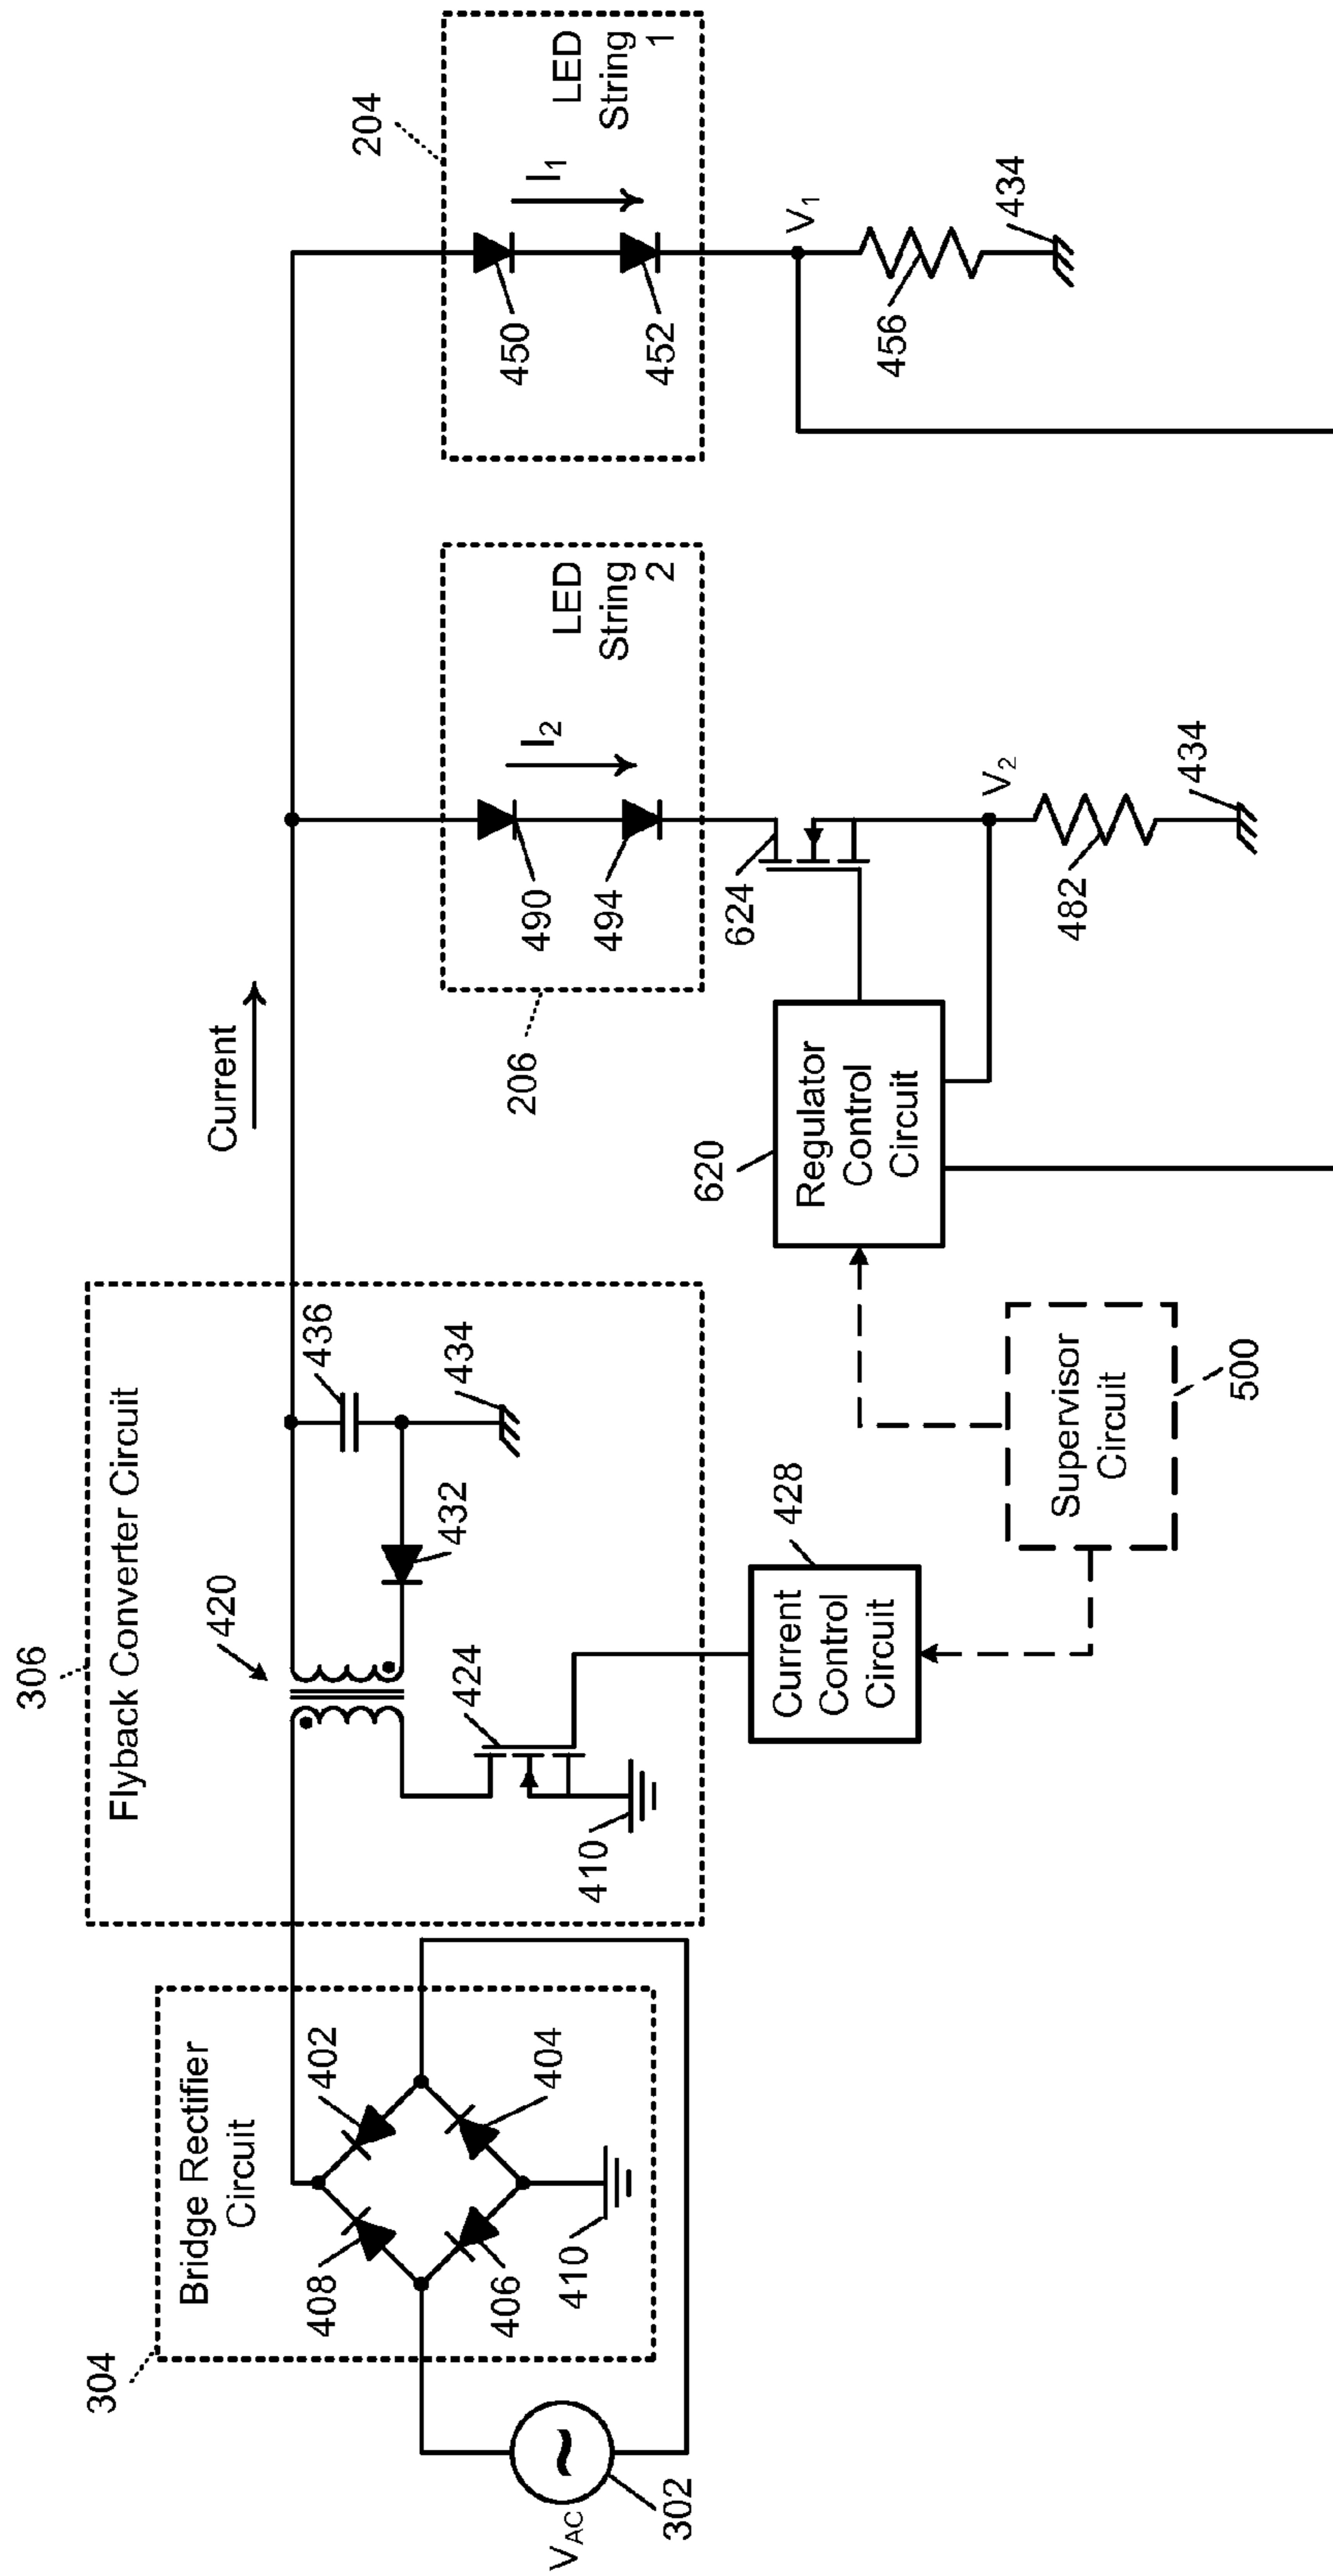 304
Bridge Rectifier
Circuit
408
402
406
404
410
V_AC
302
306
Flyback Converter Circuit
420
436
424
432
434
410
Current
Control
Circuit
428
Supervisor
Circuit
500
Current
206
I₂
LED
String
2
490
494
624
620
Regulator
Control
Circuit
V₂
482
434
204
I₁
LED
String
1
450
452
V₁
456
434